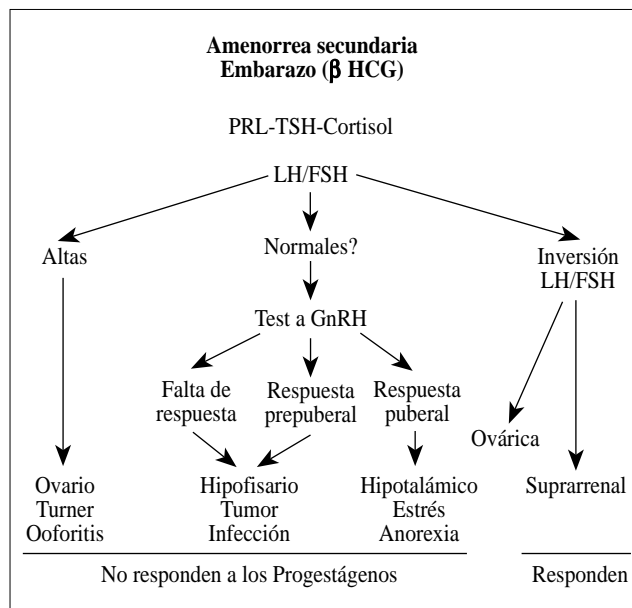 Amenorrea secundaria
Embarazo (β HCG)
PRL-TSH-Cortisol
LH/FSH
Altas
Normales?
Inversión
LH/FSH
Test a GnRH
Falta de
respuesta
Respuesta
prepuberal
Respuesta
puberal
Ovárica
Ovario
Turner
Ooforitis
Hipofisario
Tumor
Infección
Hipotalámico
Estrés
Anorexia
Suprarrenal
No responden a los Progestágenos
Responden